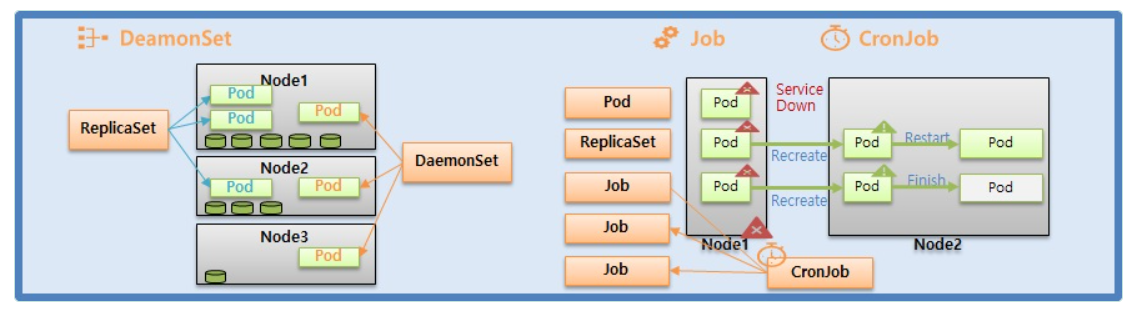 DeamonSet
Job
CronJob
Node1
Pod
Pod
Pod
ReplicaSet
Node2
Pod
Pod
DaemonSet
Node3
Pod
Pod
Pod
Service
Down
ReplicaSet
Pod
Recreate
Pod
Restart
Pod
Job
Pod
Recreate
Pod
Finish
Pod
Job
Node1
Node2
Job
CronJob